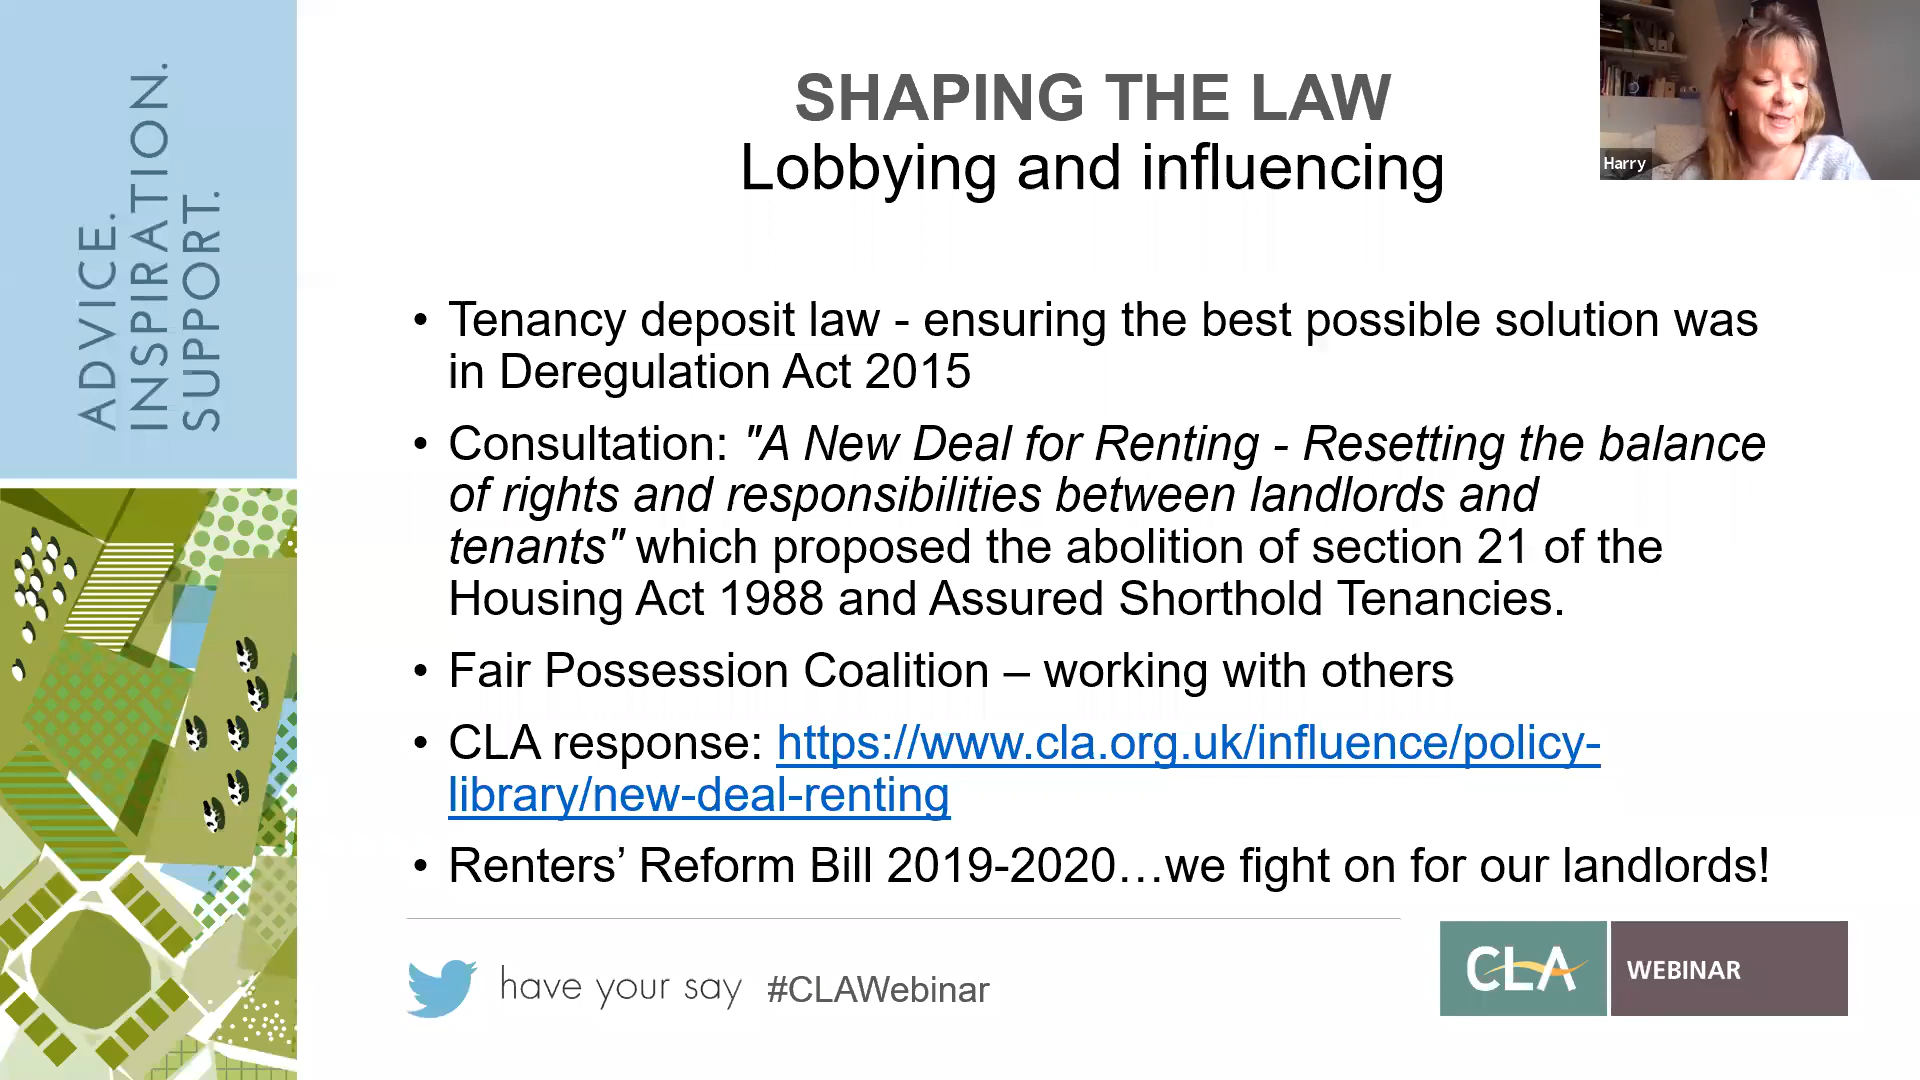 ADVICE.
INSPIRATION.
SUPPORT.
SHAPING THE LAW
Lobbying and influencing
Harry
• Tenancy deposit law - ensuring the best possible solution was
in Deregulation Act 2015
• Consultation: "A New Deal for Renting - Resetting the balance
of rights and responsibilities between landlords and
tenants" which proposed the abolition of section 21 of the
Housing Act 1988 and Assured Shorthold Tenancies.
• Fair Possession Coalition – working with others
• CLA response: https://www.cla.org.uk/influence/policy-
library/new-deal-renting
• Renters’ Reform Bill 2019-2020…we fight on for our landlords!
have your say #CLAWebinar
CLA WEBINAR